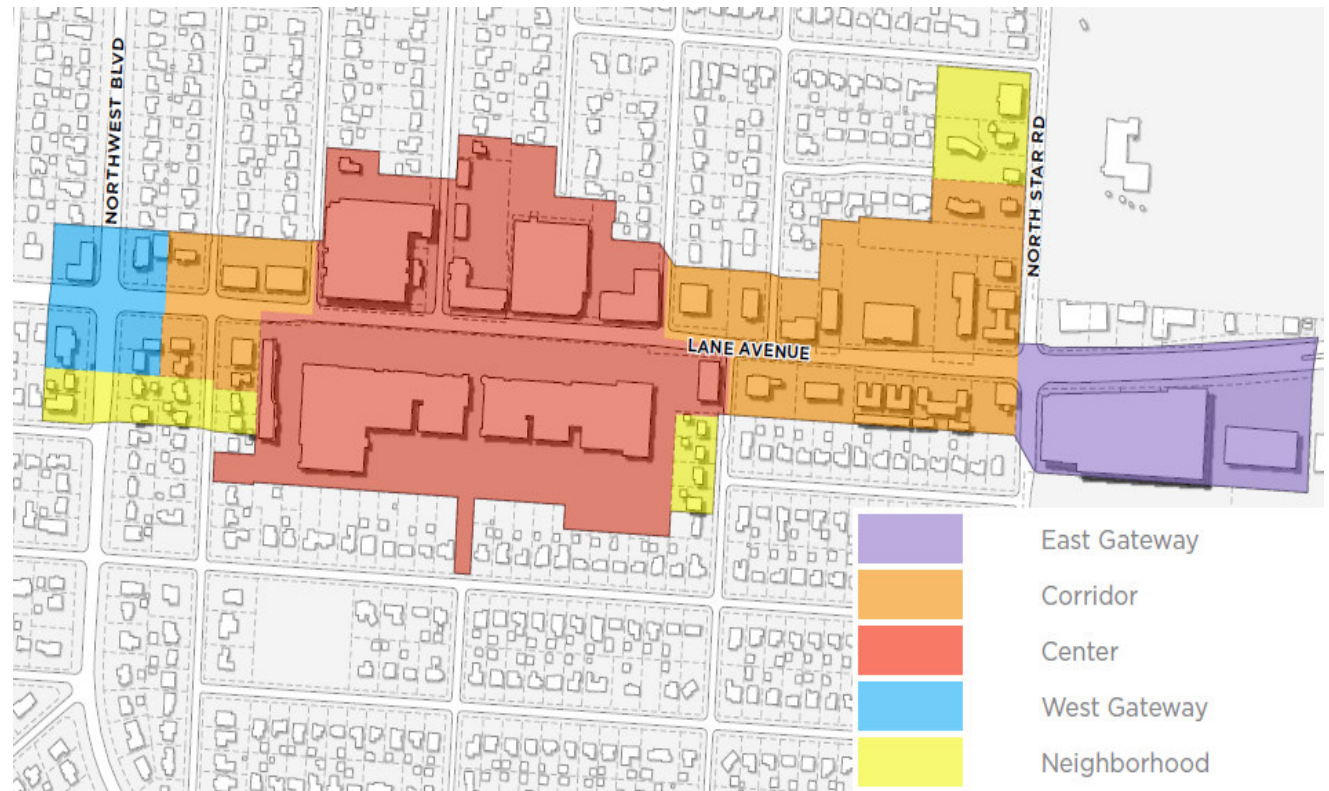 NORTHWEST BLVD
NORTH STAR RD
LANE AVENUE
East Gateway
Corridor
Center
West Gateway
Neighborhood